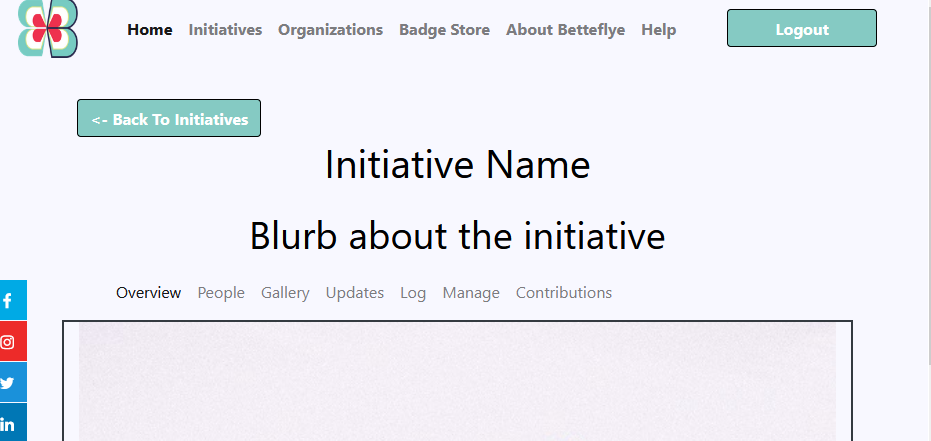 Home Initiatives Organizations Badge Store About Betteflye Help Logout
<- Back To Initiatives
Initiative Name
Blurb about the initiative
Overview People Gallery Updates Log Manage Contributions